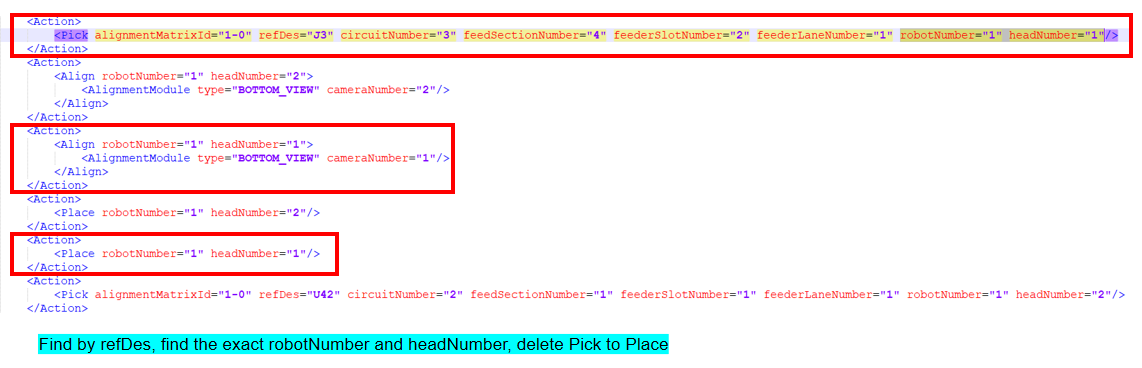 <Action>
<Pick alignmentMatrixId="1-0" refDes="J3" circuitNumber="3" feedSectionNumber="4" feederSlotNumber="2" feederLaneNumber="1" robotNumber="1" headNumber="1"/>
</Action>
<Action>
<Align robotNumber="1" headNumber="2">
<AlignmentModule type="BOTTOM_VIEW" cameraNumber="2"/>
</Align>
</Action>
<Action>
<Align robotNumber="1" headNumber="1">
<AlignmentModule type="BOTTOM_VIEW" cameraNumber="1"/>
</Align>
</Action>
<Action>
<Place robotNumber="1" headNumber="2"/>
</Action>
<Action>
<Place robotNumber="1" headNumber="1"/>
</Action>
<Action>
<Pick alignmentMatrixId="1-0" refDes="U42" circuitNumber="2" feedSectionNumber="1" feederSlotNumber="1" feederLaneNumber="1" robotNumber="1" headNumber="2"/>
</Action>
Find by refDes, find the exact robotNumber and headNumber, delete Pick to Place